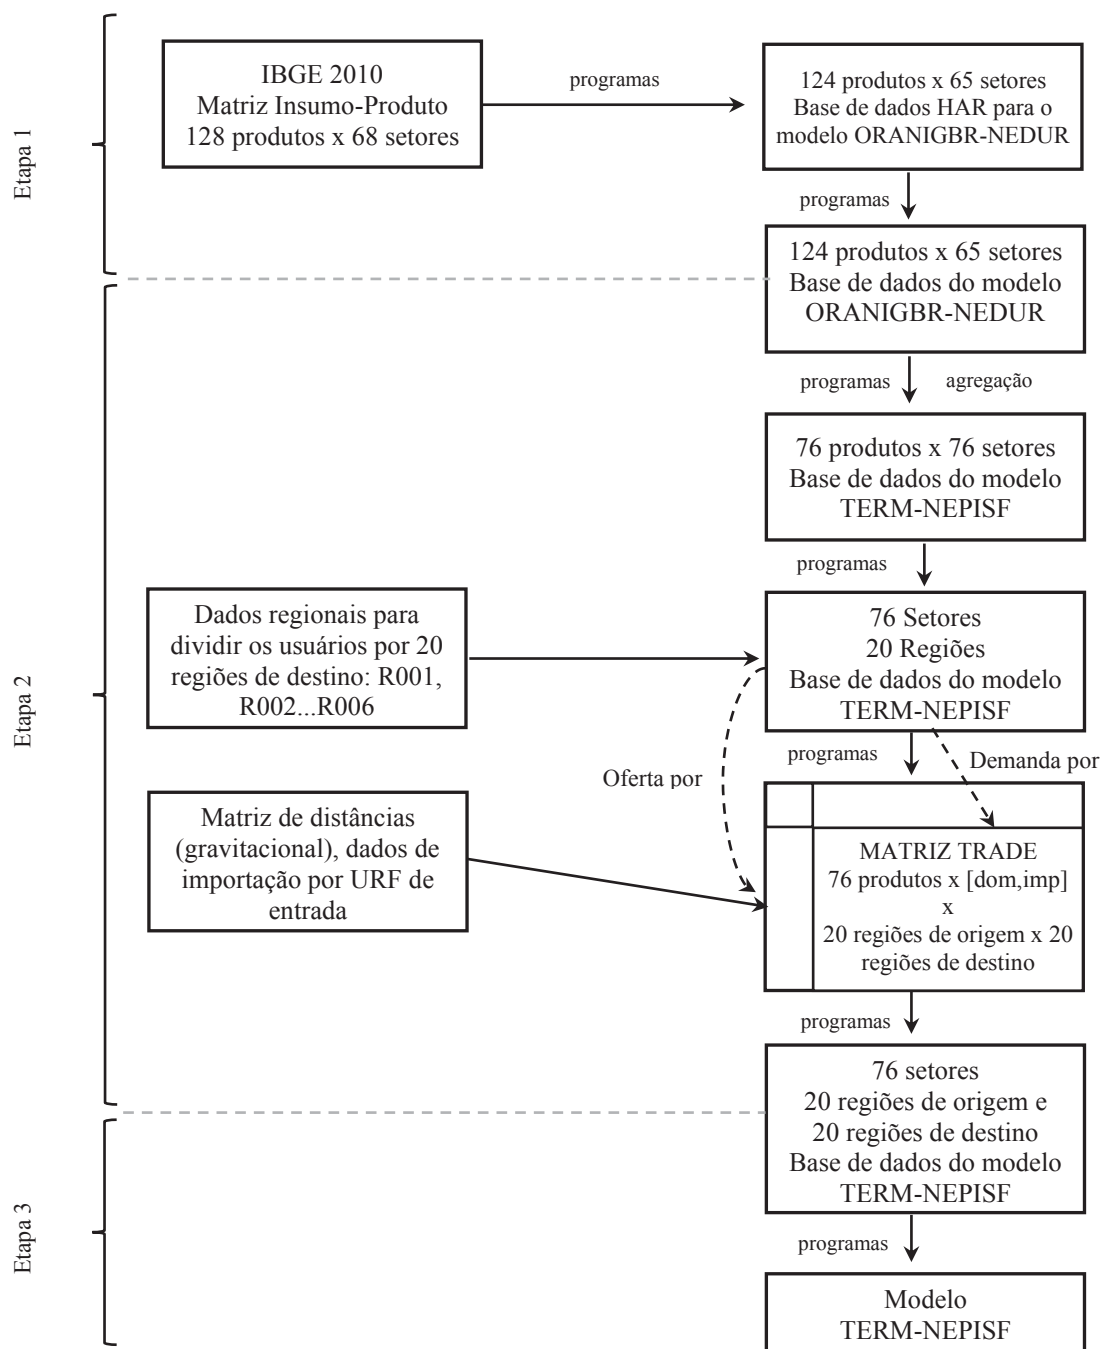 Etapa 1
IBGE 2010
Matriz Insumo-Produto
128 produtos x 68 setores
programas
124 produtos x 65 setores
Base de dados HAR para o
modelo ORANIGBR-NEDUR
programas
124 produtos x 65 setores
Base de dados do modelo
ORANIGBR-NEDUR
Etapa 2
programas
agregação
76 produtos x 76 setores
Base de dados do modelo
TERM-NEPISF
programas
Dados regionais para
dividir os usuários por 20
regiões de destino: R001,
R002...R006
76 Setores
20 Regiões
Base de dados do modelo
TERM-NEPISF
programas
Oferta por
Demanda por
Matriz de distâncias
(gravitacional), dados de
importação por URF de
entrada
MATRIZ TRADE
76 produtos x [dom,imp]
x
20 regiões de origem x 20
regiões de destino
programas
76 setores
20 regiões de origem e
20 regiões de destino
Base de dados do modelo
TERM-NEPISF
Etapa 3
programas
Modelo
TERM-NEPISF